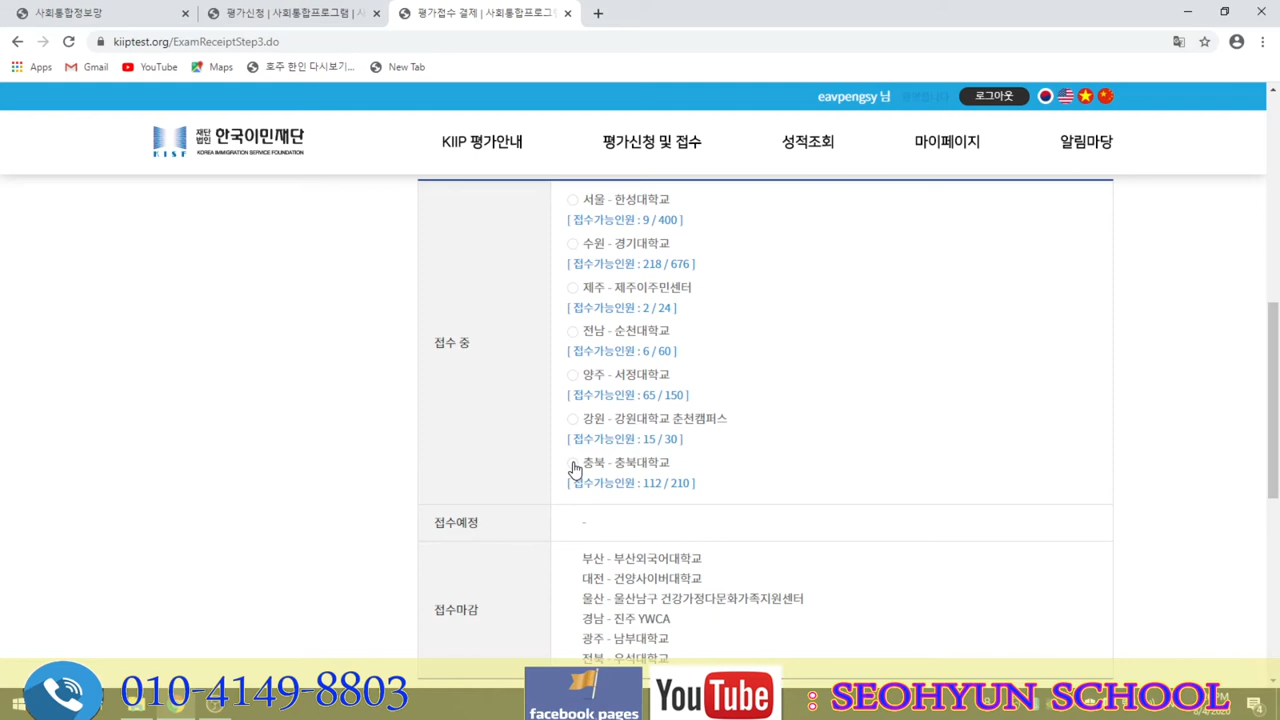 사회통합정보망
평가신청 | 사회통합프로그램 | 사
평가접수 결제 | 사회통합프로그
kiiptest.org/ExamReceiptStep3.do
Apps
Gmail
YouTube
Maps
호주 한인 다시보기...
New Tab
eavpengsy 님
로그아웃
재단법인 한국이민재단
KISF
KOREA IMMIGRATION SERVICE FOUNDATION
KIIP 평가안내
평가신청 및 접수
성적조회
마이페이지
알림마당
접수 중
서울 - 한성대학교
[ 접수가능인원 : 9 / 400 ]
수원 - 경기대학교
[ 접수가능인원 : 218 / 676 ]
제주 - 제주이주민센터
[ 접수가능인원 : 2 / 24 ]
전남 - 순천대학교
[ 접수가능인원 : 6 / 60 ]
양주 - 서정대학교
[ 접수가능인원 : 65 / 150 ]
강원 - 강원대학교 춘천캠퍼스
[ 접수가능인원 : 15 / 30 ]
충북 - 충북대학교
[ 접수가능인원 : 112 / 210 ]
접수예정
-
접수마감
부산 - 부산외국어대학교
대전 - 건양사이버대학교
울산 - 울산남구 건강가정다문화가족지원센터
경남 - 진주 YWCA
광주 - 남부대학교
전북 - 우석대학교
010-4149-8803
facebook pages
YouTube
: SEOHYUN SCHOOL